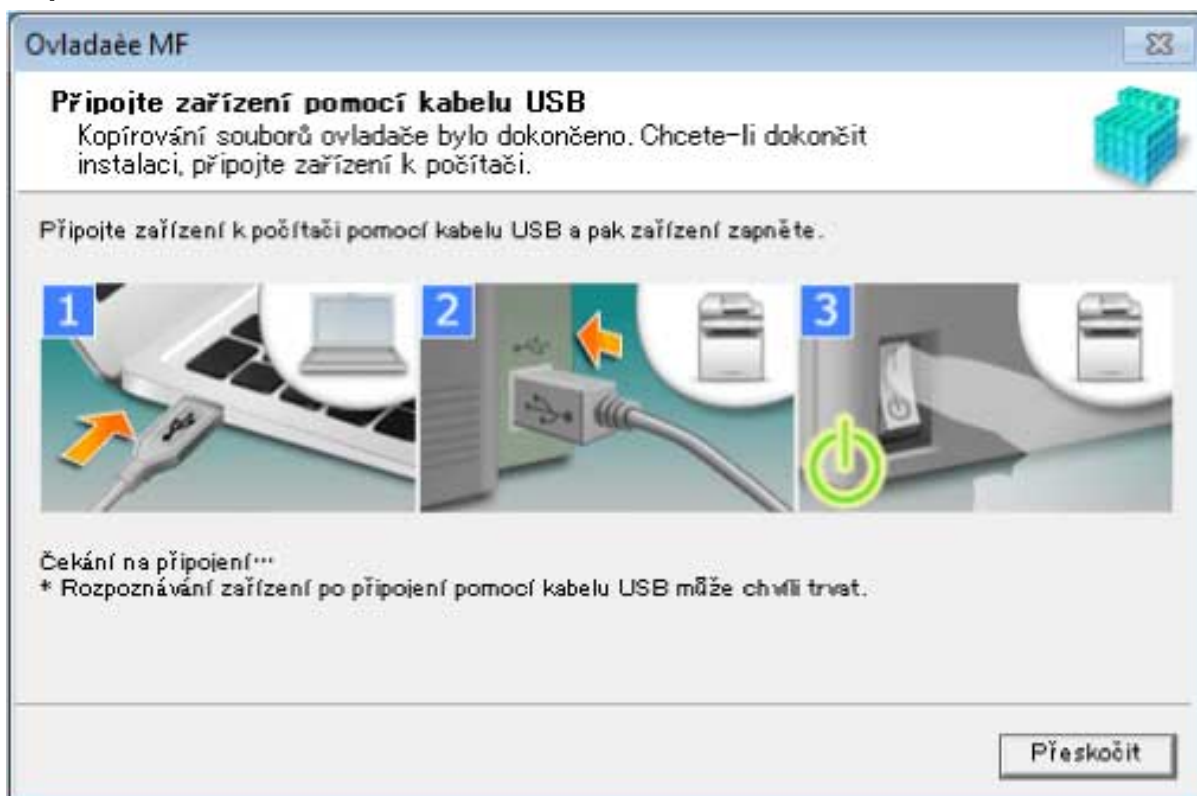 Ovladaèe MF
Připojte zařízení pomocí kabelu USB
Kopírování souborů ovladače bylo dokončeno. Chcete-li dokončit
instalaci, připojte zařízení k počítači.
Připojte zařízení k počítači pomocí kabelu USB a pak zařízení zapněte.
1 2 3
Čekání na připojení…
* Rozpoznávání zařízení po připojení pomocí kabelu USB může chvíli trvat.
Přeskočit